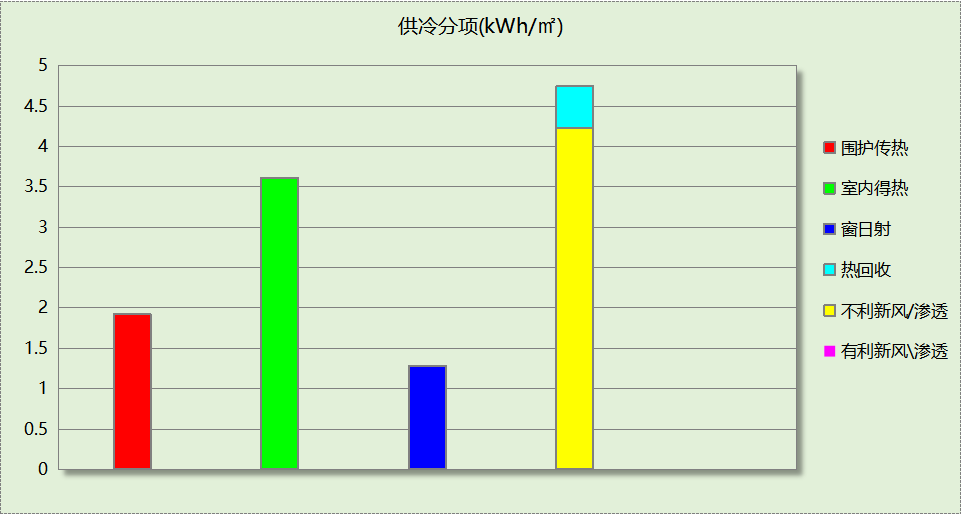 供冷分项(kWh/㎡)
5
4.5
4
3.5
3
2.5
2
1.5
1
0.5
0
围护传热
室内得热
窗日射
热回收
不利新风/渗透
有利新风\渗透